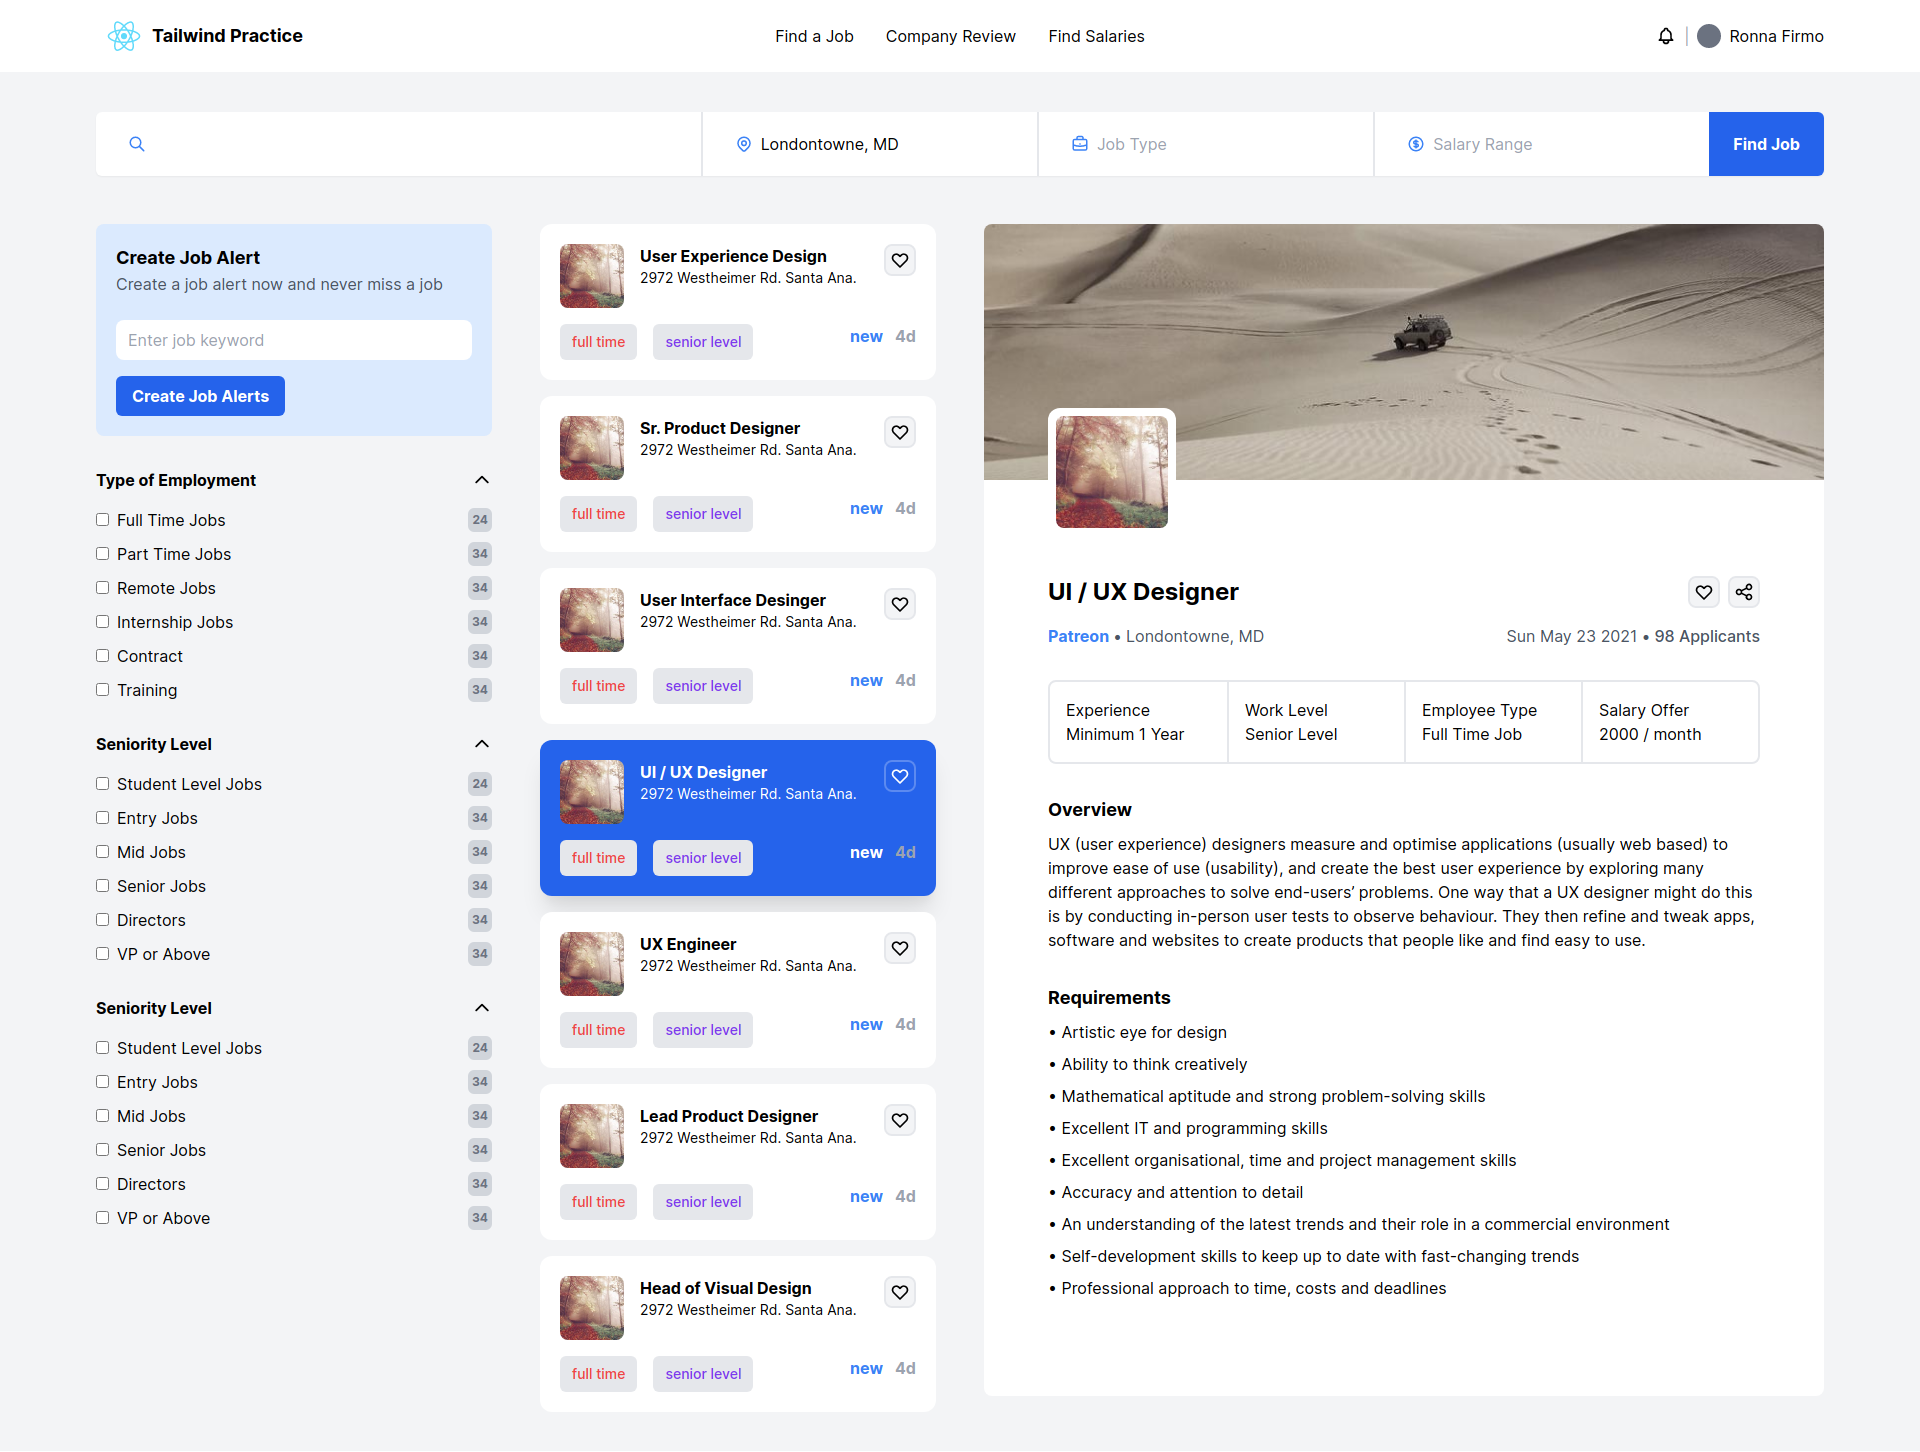 Tailwind Practice
Find a Job
Company Review
Find Salaries
Ronna Firmo
Londontowne, MD
Job Type
Salary Range
Find Job
Create Job Alert
Create a job alert now and never miss a job
Enter job keyword
Create Job Alerts
Type of Employment
Full Time Jobs 24
Part Time Jobs 34
Remote Jobs 34
Internship Jobs 34
Contract 34
Training 34
Seniority Level
Student Level Jobs 24
Entry Jobs 34
Mid Jobs 34
Senior Jobs 34
Directors 34
VP or Above 34
Seniority Level
Student Level Jobs 24
Entry Jobs 34
Mid Jobs 34
Senior Jobs 34
Directors 34
VP or Above 34
User Experience Design
2972 Westheimer Rd. Santa Ana.
full time senior level new 4d
Sr. Product Designer
2972 Westheimer Rd. Santa Ana.
full time senior level new 4d
User Interface Desinger
2972 Westheimer Rd. Santa Ana.
full time senior level new 4d
UI / UX Designer
2972 Westheimer Rd. Santa Ana.
full time senior level new 4d
UX Engineer
2972 Westheimer Rd. Santa Ana.
full time senior level new 4d
Lead Product Designer
2972 Westheimer Rd. Santa Ana.
full time senior level new 4d
Head of Visual Design
2972 Westheimer Rd. Santa Ana.
full time senior level new 4d
UI / UX Designer
Patreon • Londontowne, MD
Sun May 23 2021 • 98 Applicants
Experience
Minimum 1 Year
Work Level
Senior Level
Employee Type
Full Time Job
Salary Offer
2000 / month
Overview
UX (user experience) designers measure and optimise applications (usually web based) to
improve ease of use (usability), and create the best user experience by exploring many
different approaches to solve end-users’ problems. One way that a UX designer might do this
is by conducting in-person user tests to observe behaviour. They then refine and tweak apps,
software and websites to create products that people like and find easy to use.
Requirements
• Artistic eye for design
• Ability to think creatively
• Mathematical aptitude and strong problem-solving skills
• Excellent IT and programming skills
• Excellent organisational, time and project management skills
• Accuracy and attention to detail
• An understanding of the latest trends and their role in a commercial environment
• Self-development skills to keep up to date with fast-changing trends
• Professional approach to time, costs and deadlines